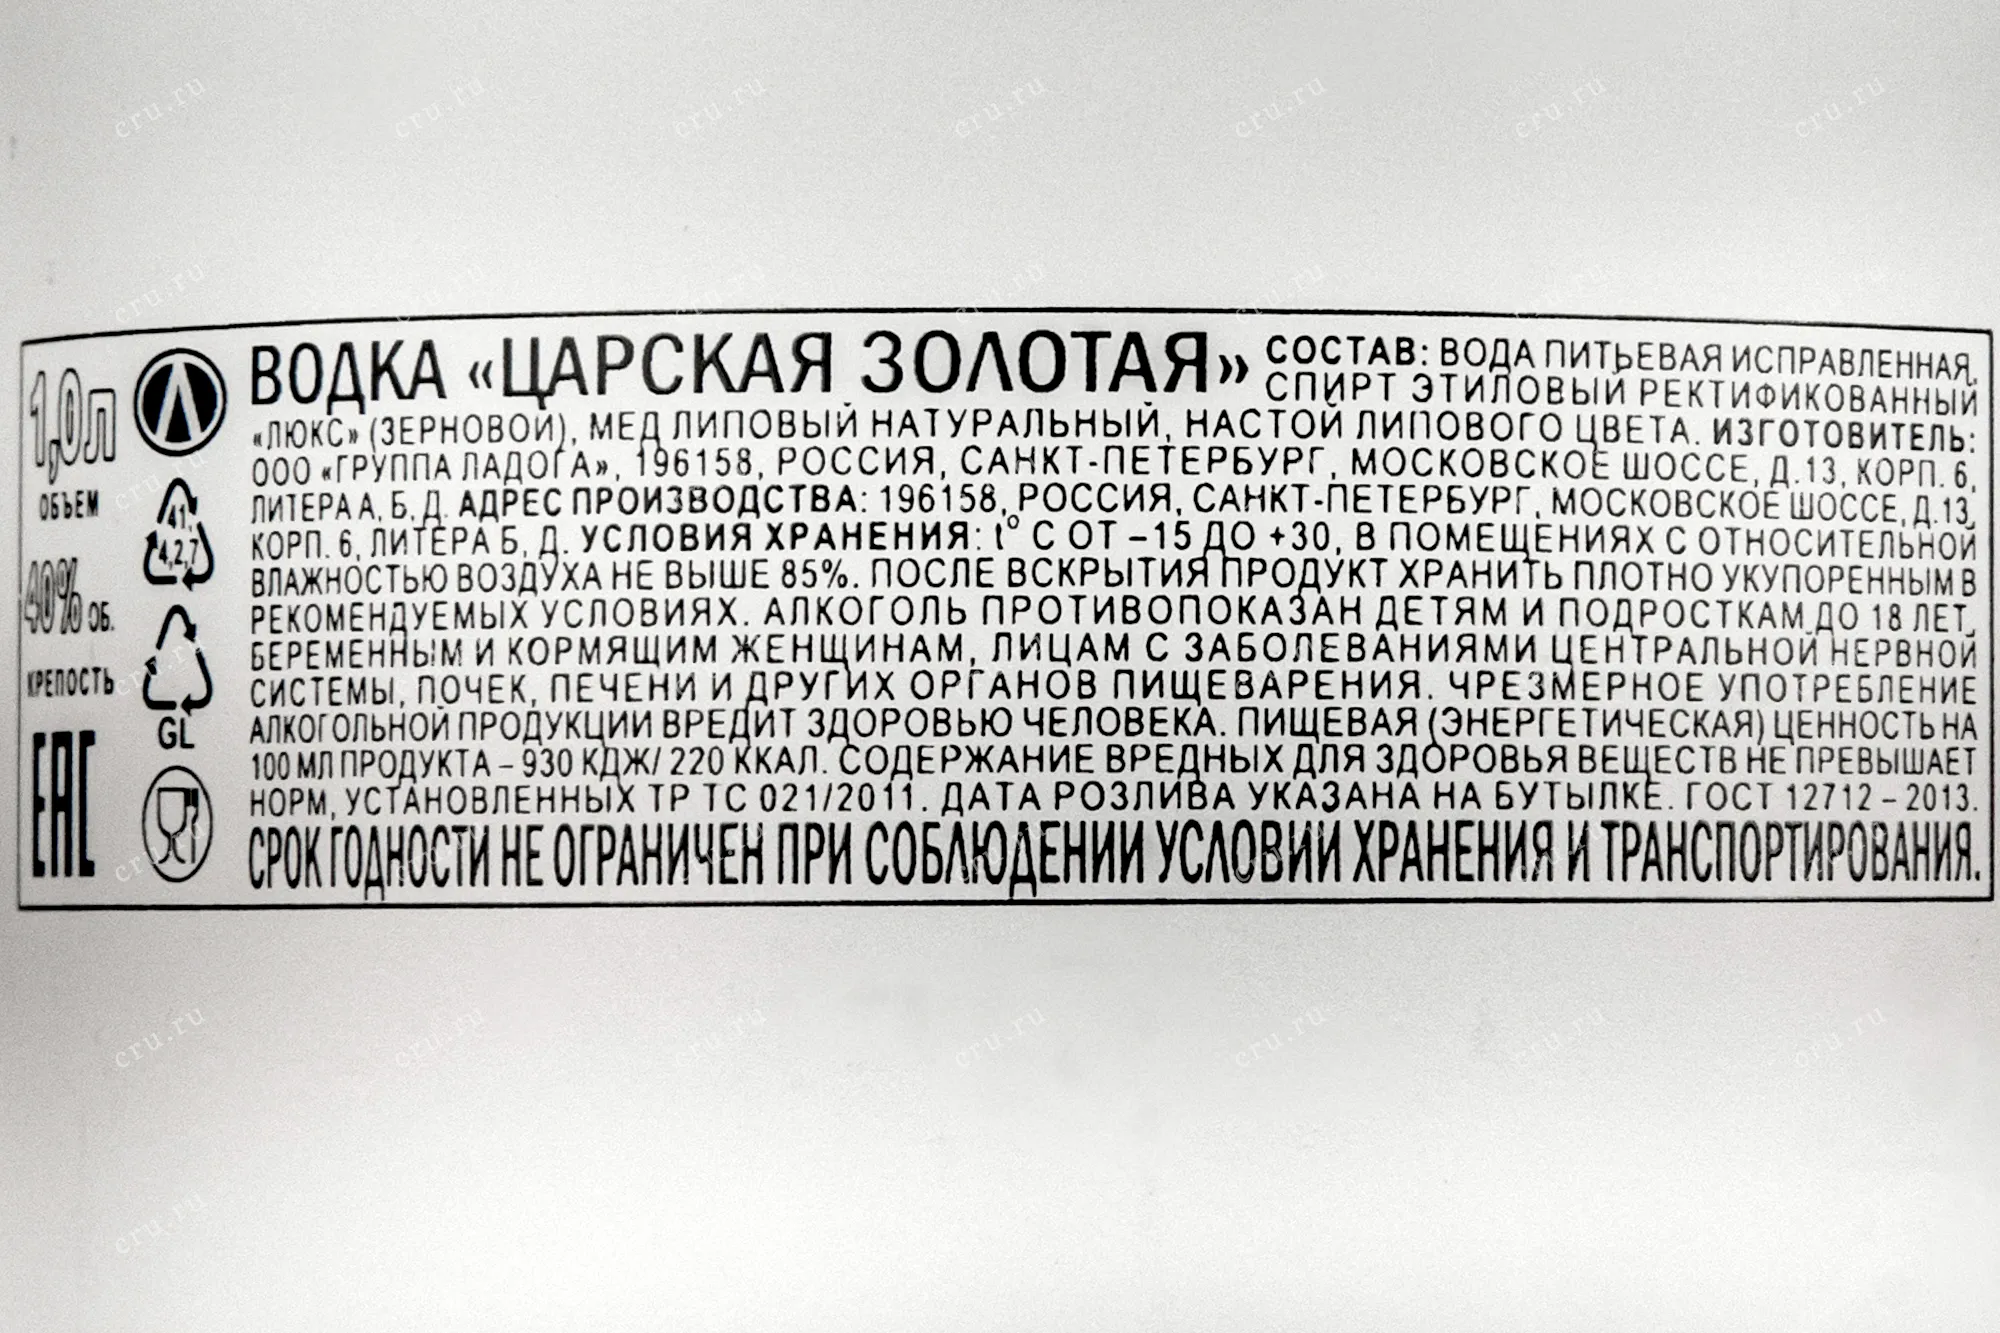 1,0л
ОБЪЕМ
40% ОБ.
КРЕПОСТЬ
ЕАС
41,
4,2,7
GL
ВОДКА «ЦАРСКАЯ ЗОЛОТАЯ» СОСТАВ: ВОДА ПИТЬЕВАЯ ИСПРАВЛЕННАЯ,
СПИРТ ЭТИЛОВЫЙ РЕКТИФИКОВАННЫЙ
«ЛЮКС» (ЗЕРНОВОЙ), МЕД ЛИПОВЫЙ НАТУРАЛЬНЫЙ, НАСТОЙ ЛИПОВОГО ЦВЕТА. ИЗГОТОВИТЕЛЬ:
ООО «ГРУППА ЛАДОГА», 196158, РОССИЯ, САНКТ-ПЕТЕРБУРГ, МОСКОВСКОЕ ШОССЕ, Д.13, КОРП. 6,
ЛИТЕРА А, Б, Д. АДРЕС ПРОИЗВОДСТВА: 196158, РОССИЯ, САНКТ-ПЕТЕРБУРГ, МОСКОВСКОЕ ШОССЕ, Д.13,
КОРП. 6, ЛИТЕРА Б, Д. УСЛОВИЯ ХРАНЕНИЯ: t° С ОТ –15 ДО +30, В ПОМЕЩЕНИЯХ С ОТНОСИТЕЛЬНОЙ
ВЛАЖНОСТЬЮ ВОЗДУХА НЕ ВЫШЕ 85%. ПОСЛЕ ВСКРЫТИЯ ПРОДУКТ ХРАНИТЬ ПЛОТНО УКУПОРЕННЫМ В
РЕКОМЕНДУЕМЫХ УСЛОВИЯХ. АЛКОГОЛЬ ПРОТИВОПОКАЗАН ДЕТЯМ И ПОДРОСТКАМ ДО 18 ЛЕТ,
БЕРЕМЕННЫМ И КОРМЯЩИМ ЖЕНЩИНАМ, ЛИЦАМ С ЗАБОЛЕВАНИЯМИ ЦЕНТРАЛЬНОЙ НЕРВНОЙ
СИСТЕМЫ, ПОЧЕК, ПЕЧЕНИ И ДРУГИХ ОРГАНОВ ПИЩЕВАРЕНИЯ. ЧРЕЗМЕРНОЕ УПОТРЕБЛЕНИЕ
АЛКОГОЛЬНОЙ ПРОДУКЦИИ ВРЕДИТ ЗДОРОВЬЮ ЧЕЛОВЕКА. ПИЩЕВАЯ (ЭНЕРГЕТИЧЕСКАЯ) ЦЕННОСТЬ НА
100 МЛ ПРОДУКТА – 930 КДЖ/ 220 ККАЛ. СОДЕРЖАНИЕ ВРЕДНЫХ ДЛЯ ЗДОРОВЬЯ ВЕЩЕСТВ НЕ ПРЕВЫШАЕТ
НОРМ, УСТАНОВЛЕННЫХ ТР ТС 021/2011. ДАТА РОЗЛИВА УКАЗАНА НА БУТЫЛКЕ. ГОСТ 12712 – 2013.
СРОК ГОДНОСТИ НЕ ОГРАНИЧЕН ПРИ СОБЛЮДЕНИИ УСЛОВИЙ ХРАНЕНИЯ И ТРАНСПОРТИРОВАНИЯ.
cru.ru